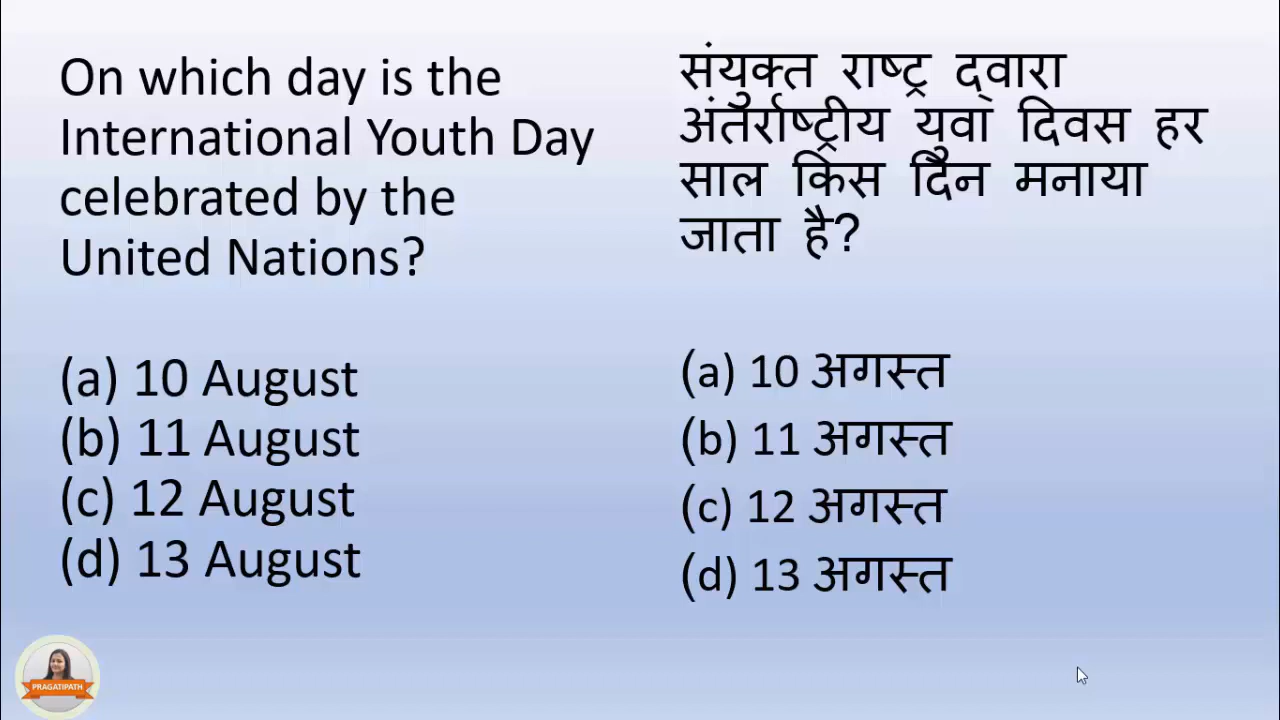 On which day is the
International Youth Day
celebrated by the
United Nations?
(a) 10 August
(b) 11 August
(c) 12 August
(d) 13 August
संयुक्त राष्ट्र द्वारा
अंतर्राष्ट्रीय युवा दिवस हर
साल किस दिन मनाया
जाता है?
(a) 10 अगस्त
(b) 11 अगस्त
(c) 12 अगस्त
(d) 13 अगस्त
PRAGATIPATH